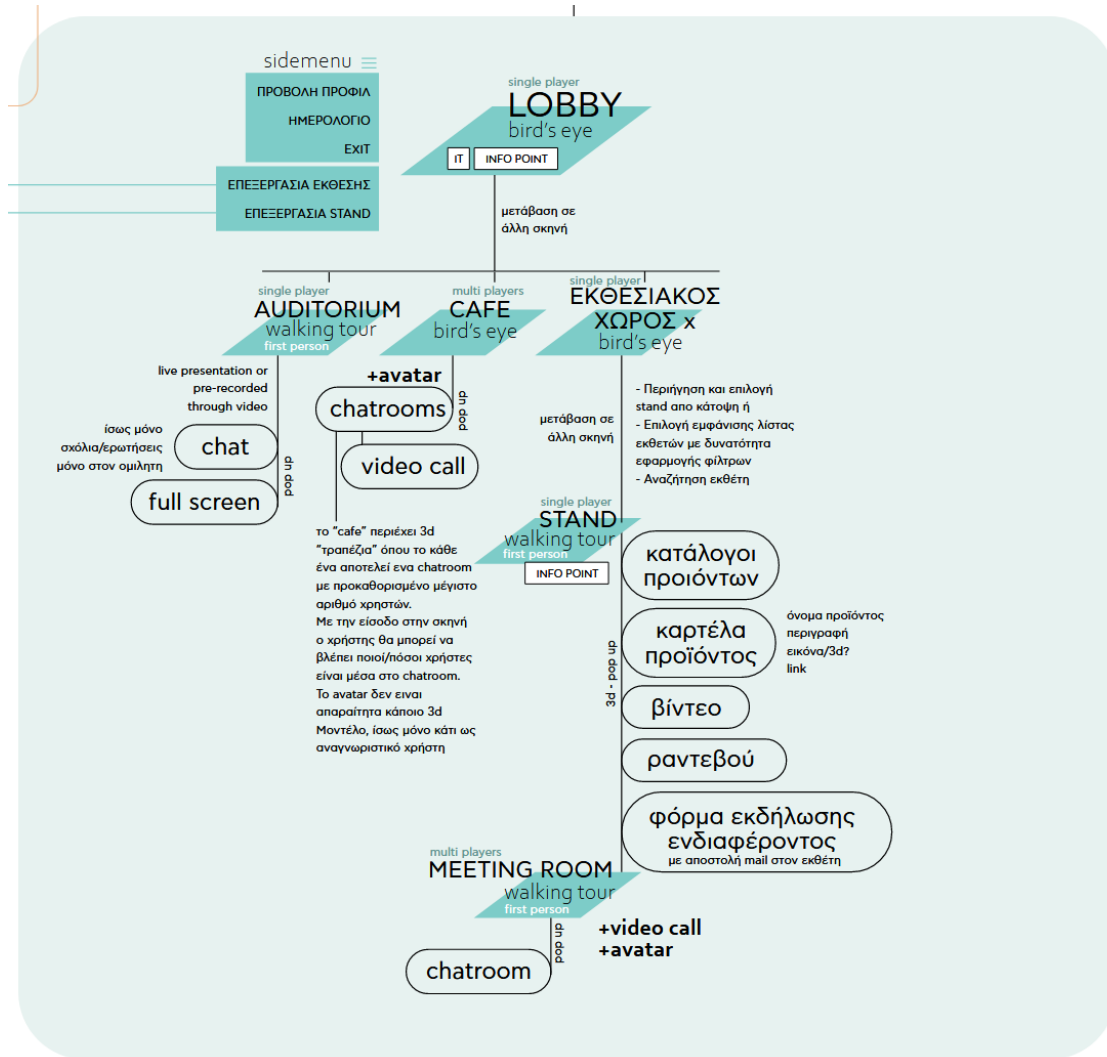 sidemenu
ΠΡΟΒΟΛΗ ΠΡΟΦΙΛ
ΗΜΕΡΟΛΟΓΙΟ
EXIT
ΕΠΕΞΕΡΓΑΣΙΑ ΕΚΘΕΣΗΣ
ΕΠΕΞΕΡΓΑΣΙΑ STAND
single player
LOBBY
bird's eye
IT
INFO POINT
μετάβαση σε
άλλη σκηνή
single player
AUDITORIUM
walking tour
first person
live presentation or
pre-recorded
through video
ίσως μόνο
σχόλια/ερωτήσεις
μόνο στον ομιλητη
chat
full screen
pop up
multi players
CAFE
bird's eye
+avatar
chatrooms
video call
pop up
το "cafe" περιέχει 3d
"τραπέζια" όπου το κάθε
ένα αποτελεί ενα chatroom
με προκαθορισμένο μέγιστο
αριθμό χρηστών.
Με την είσοδο στην σκηνή
ο χρήστης θα μπορεί να
βλέπει ποιοί/πόσοι χρήστες
είναι μέσα στο chatroom.
Το avatar δεν ειναι
απαραίτητα κάποιο 3d
Μοντέλο, ίσως μόνο κάτι ως
αναγνωριστικό χρήστη
single player
ΕΚΘΕΣΙΑΚΟΣ
ΧΩΡΟΣ x
bird's eye
μετάβαση σε
άλλη σκηνή
- Περιήγηση και επιλογή
stand απο κάτοψη ή
- Επιλογή εμφάνισης λίστας
εκθετών με δυνατότητα
εφαρμογής φίλτρων
- Αναζήτηση εκθέτη
single player
STAND
walking tour
first person
INFO POINT
3d - pop up
κατάλογοι
προιόντων
καρτέλα
προϊόντος
όνομα προϊόντος
περιγραφή
εικόνα/3d?
link
βίντεο
ραντεβού
φόρμα εκδήλωσης
ενδιαφέροντος
με αποστολή mail στον εκθέτη
multi players
MEETING ROOM
walking tour
first person
+video call
+avatar
pop up
chatroom